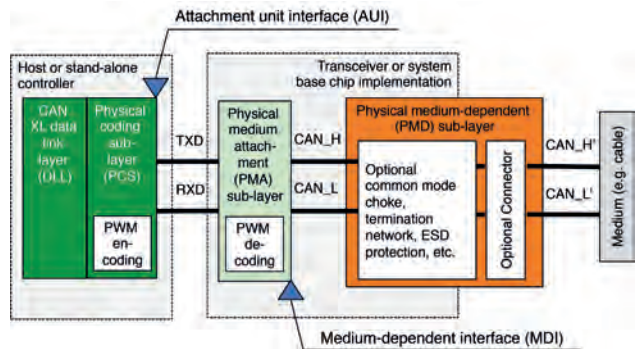 Attachment unit interface (AUI)
Host or stand-alone
controller
Transceiver or system
base chip implementation
CAN
XL data
link
layer
(DLL)
Physical
coding
sub-
layer
(PCS)
PWM
en-
coding
TXD
RXD
Physical
medium
attach-
ment
(PMA)
sub-layer
PWM
de-
coding
CAN_H
CAN_L
Physical medium-dependent
(PMD) sub-layer
Optional
common mode
choke,
termination
network, ESD
protection, etc.
Optional Connector
CAN_H'
CAN_L'
Medium (e.g. cable)
Medium-dependent interface (MDI)